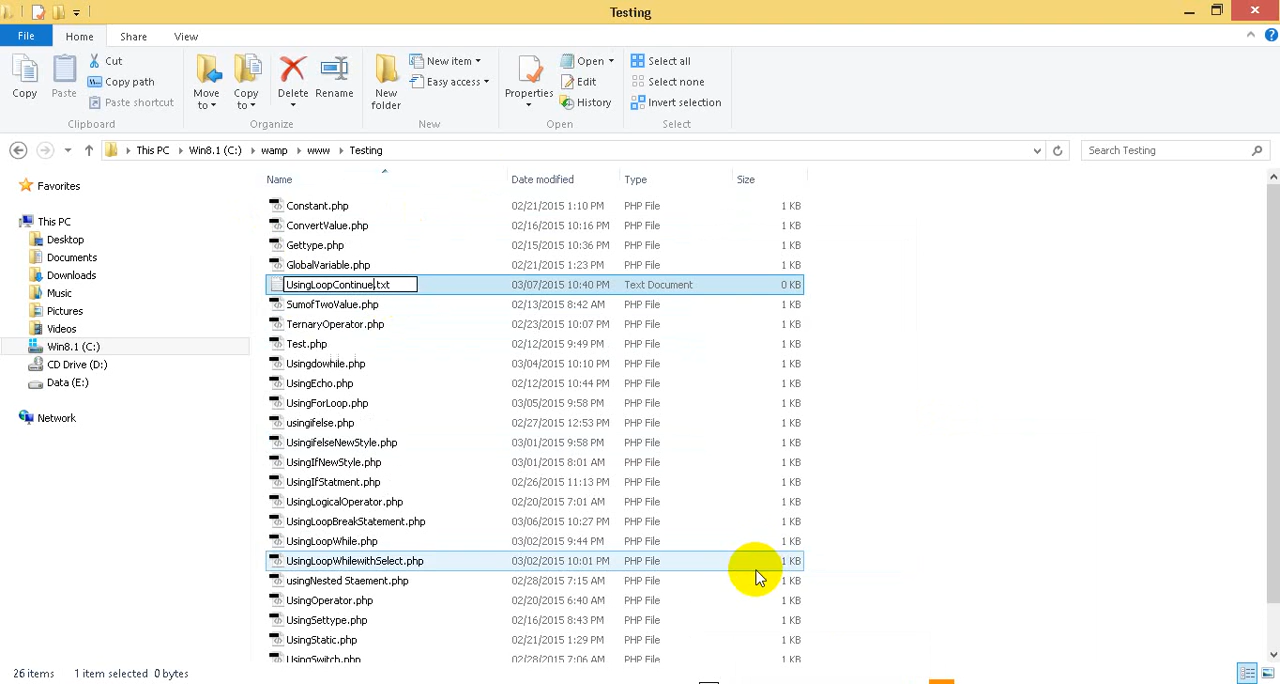 Testing
File Home Share View
Copy Paste Cut Copy path Paste shortcut Move to Copy to Delete Rename New folder New item Easy access Properties Open Edit History Select all Select none Invert selection
Clipboard Organize New Open Select
This PC Win8.1 (C:) wamp www Testing Search Testing
Name Date modified Type Size
Favorites
This PC
Desktop
Documents
Downloads
Music
Pictures
Videos
Win8.1 (C:)
CD Drive (D:)
Data (E:)
Network
Constant.php 02/21/2015 1:10 PM PHP File 1 KB
ConvertValue.php 02/16/2015 10:16 PM PHP File 1 KB
Gettype.php 02/15/2015 10:36 PM PHP File 1 KB
GlobalVariable.php 02/21/2015 1:23 PM PHP File 1 KB
UsingLoopContinue.txt 03/07/2015 10:40 PM Text Document 0 KB
SumofTwoValue.php 02/13/2015 8:42 AM PHP File 1 KB
TernaryOperator.php 02/23/2015 10:07 PM PHP File 1 KB
Test.php 02/12/2015 9:49 PM PHP File 1 KB
Usingdowhile.php 03/04/2015 10:10 PM PHP File 1 KB
UsingEcho.php 02/12/2015 10:44 PM PHP File 1 KB
UsingForLoop.php 03/05/2015 9:58 PM PHP File 1 KB
usingifelse.php 02/27/2015 12:53 PM PHP File 1 KB
UsingifelseNewStyle.php 03/01/2015 9:58 PM PHP File 1 KB
UsingIfNewStyle.php 03/01/2015 8:01 AM PHP File 1 KB
UsingIfStatment.php 02/26/2015 11:13 PM PHP File 1 KB
UsingLogicalOperator.php 02/20/2015 7:01 AM PHP File 1 KB
UsingLoopBreakStatement.php 10:27 PM PHP File 1 KB
UsingLoopWhile.php 03/02/2015 9:44 PM PHP File 1 KB
UsingLoopWhilewithSelect.php 03/02/2015 10:01 PM PHP File 1 KB
usingNested Staement.php 7:15 AM PHP File 1 KB
UsingOperator.php 02/20/2015 6:40 AM PHP File 1 KB
UsingSettype.php 8:43 PM PHP File 1 KB
UsingStatic.php 02/21/2015 1:29 PM PHP File 1 KB
UsingSwitch.php 02/28/2015 7:06 AM PHP File 1 KB
26 items 1 item selected 0 bytes